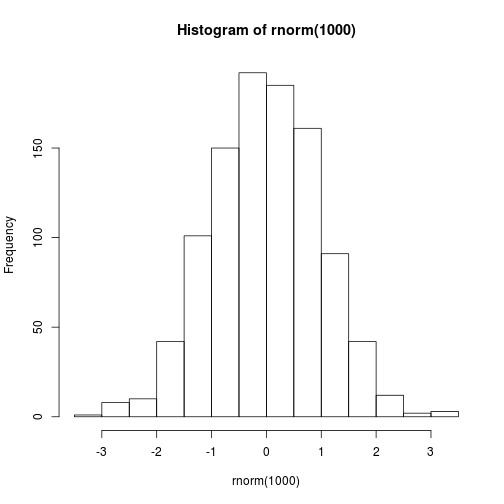 Histogram of rnorm(1000)
Frequency
150
100
50
0
-3 -2 -1 0 1 2 3
rnorm(1000)